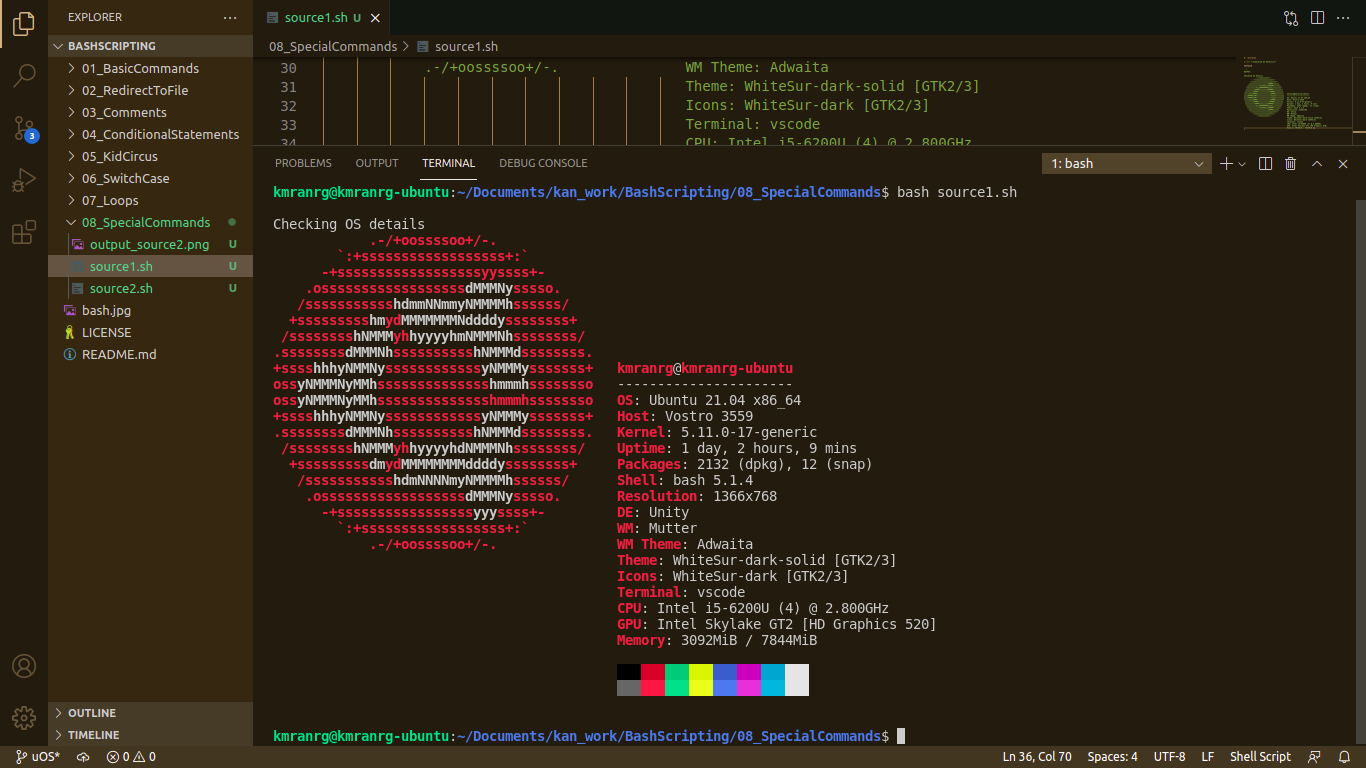 EXPLORER
BASHSCRIPTING
01_BasicCommands
02_RedirectToFile
03_Comments
04_ConditionalStatements
05_KidCircus
06_SwitchCase
07_Loops
08_SpecialCommands
output_source2.png U
source1.sh U
source2.sh U
bash.jpg
LICENSE
README.md
OUTLINE
TIMELINE
3
source1.sh U
08_SpecialCommands > source1.sh
30 .-/+oossssoo+/-. WM Theme: Adwaita
31 Theme: WhiteSur-dark-solid [GTK2/3]
32 Icons: WhiteSur-dark [GTK2/3]
33 Terminal: vscode
34 CPU: Intel i5-6200U (4) @ 2.800GHz
PROBLEMS OUTPUT TERMINAL DEBUG CONSOLE 1: bash
kmranrg@kmranrg-ubuntu:~/Documents/kan_work/BashScripting/08_SpecialCommands$ bash source1.sh
Checking OS details
.-/+oossssoo+/-.
`:+ssssssssssssssssss+:`
-+ssssssssssssssssssyyssss+-
.ossssssssssssssssssdMMMNysssso.
/ssssssssssshdmmNNmmyNMMMMhssssss/
+ssssssssshmydMMMMMMMNddddyssssssss+
/sssssssshNMMMyhhyyyyhmNMMMNhssssssss/
.ssssssssdMMMNhsssssssssshNMMMdssssssss.
+sssshhhyNMMNyssssssssssssyNMMMysssssss+
ossyNMMMNyMMhsssssssssssssshmmmhssssssso
ossyNMMMNyMMhsssssssssssssshmmmhssssssso
+sssshhhyNMMNyssssssssssssyNMMMysssssss+
.ssssssssdMMMNhsssssssssshNMMMdssssssss.
/sssssssshNMMMyhhyyyyhdNMMMNhssssssss/
+sssssssssdmydMMMMMMMMddddyssssssss+
/ssssssssssshdmNNNNmyNMMMMhssssss/
.ossssssssssssssssssdMMMNysssso.
-+sssssssssssssssssyyyssss+-
`:+ssssssssssssssssss+:`
.-/+oossssoo+/-.
kmranrg@kmranrg-ubuntu
----------------------
OS: Ubuntu 21.04 x86_64
Host: Vostro 3559
Kernel: 5.11.0-17-generic
Uptime: 1 day, 2 hours, 9 mins
Packages: 2132 (dpkg), 12 (snap)
Shell: bash 5.1.4
Resolution: 1366x768
DE: Unity
WM: Mutter
WM Theme: Adwaita
Theme: WhiteSur-dark-solid [GTK2/3]
Icons: WhiteSur-dark [GTK2/3]
Terminal: vscode
CPU: Intel i5-6200U (4) @ 2.800GHz
GPU: Intel Skylake GT2 [HD Graphics 520]
Memory: 3092MiB / 7844MiB
kmranrg@kmranrg-ubuntu:~/Documents/kan_work/BashScripting/08_SpecialCommands$
uOS* 0 0 Ln 36, Col 70 Spaces: 4 UTF-8 LF Shell Script